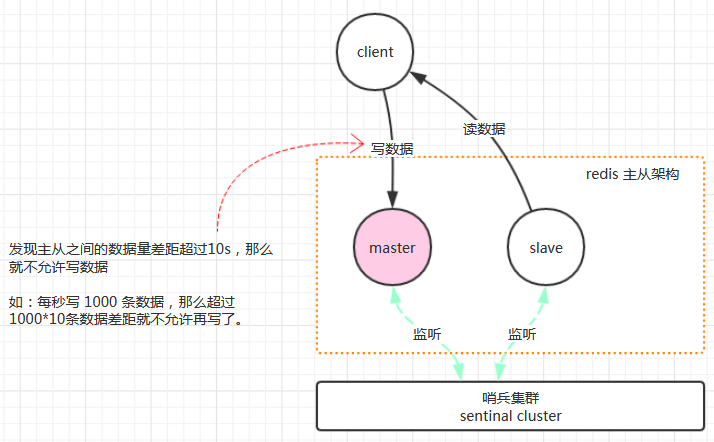 client
写数据
读数据
redis 主从架构
master
slave
发现主从之间的数据量差距超过10s，那么
就不允许写数据
如：每秒写 1000 条数据，那么超过
1000*10条数据差距就不允许再写了。
监听
监听
哨兵集群
sentinal cluster